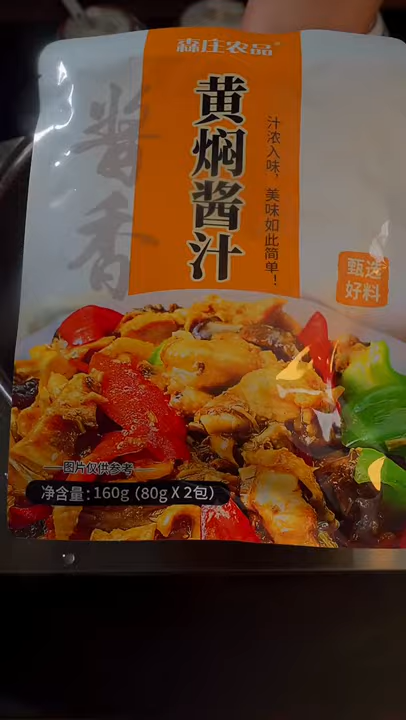 森庄农品®
酱香
黄焖酱汁
汁浓入味，美味如此简单！
甄选
好料
图片仅供参考
净含量：160g（80g X 2包）